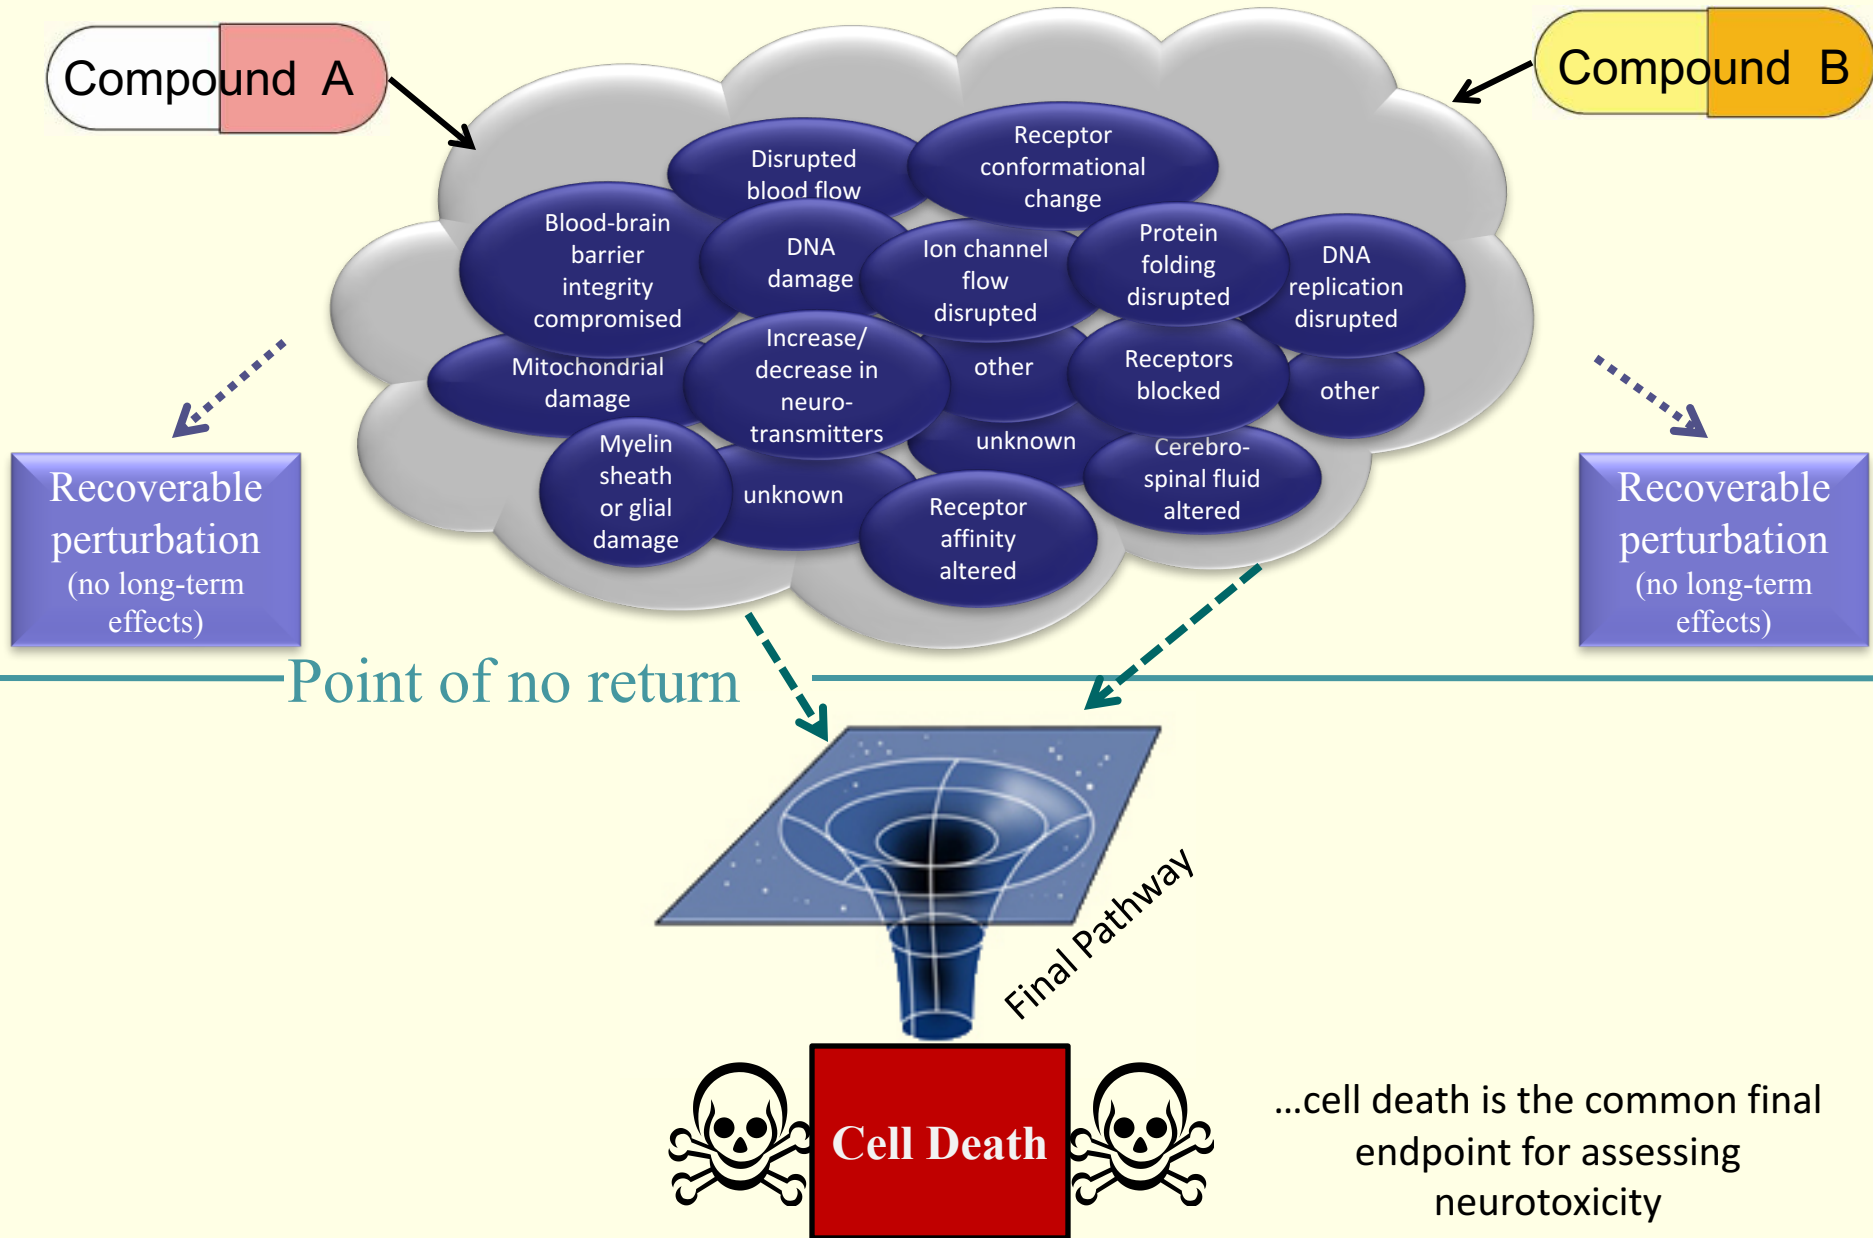 Compound A
Compound B
Disrupted
blood flow
Receptor
conformational
change
Blood-brain
barrier
integrity
compromised
DNA
damage
Ion channel
flow
disrupted
Protein
folding
disrupted
DNA
replication
disrupted
Mitochondrial
damage
Increase/
decrease in
neuro-
transmitters
other
Receptors
blocked
other
Myelin
sheath
or glial
damage
unknown
unknown
Receptor
affinity
altered
Cerebro-
spinal fluid
altered
Recoverable
perturbation
(no long-term
effects)
Recoverable
perturbation
(no long-term
effects)
Point of no return
Final Pathway
Cell Death
...cell death is the common final
endpoint for assessing
neurotoxicity